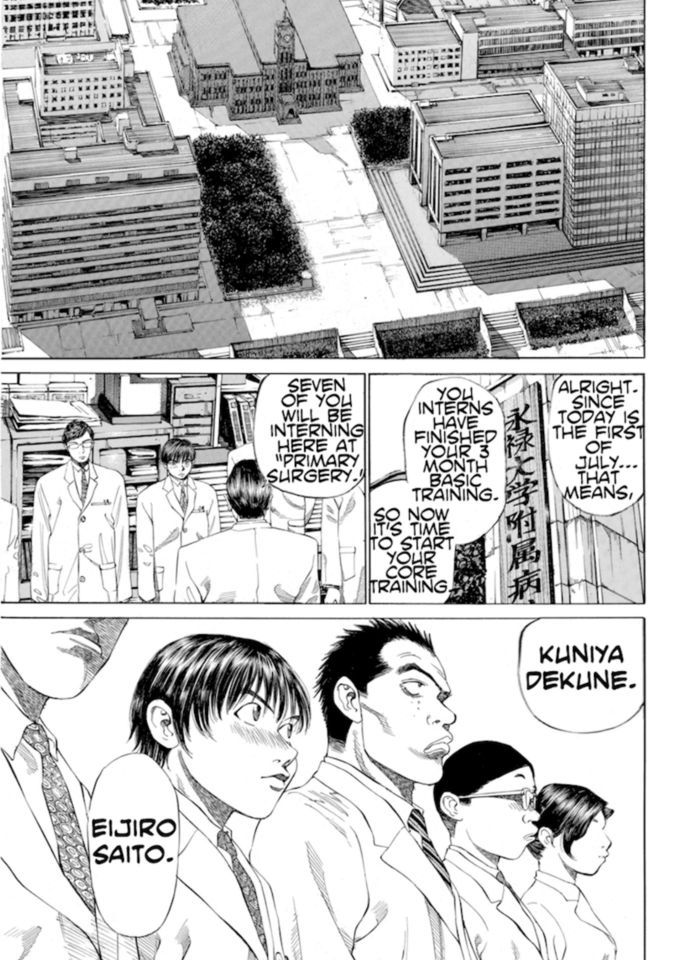 ALRIGHT.
SINCE
TODAY IS
THE FIRST
OF
JULY...
THAT
MEANS,
永禄大学附属病
YOU
INTERNS
HAVE
FINISHED
YOUR 3
MONTH
BASIC
TRAINING.
SO NOW
IT'S TIME
TO START
YOUR
CORE
TRAINING.
SEVEN
OF YOU
WILL BE
INTERNING
HERE AT
"PRIMARY
SURGERY."
KUNIYA
DEKUNE.
EIJIRO
SAITO.